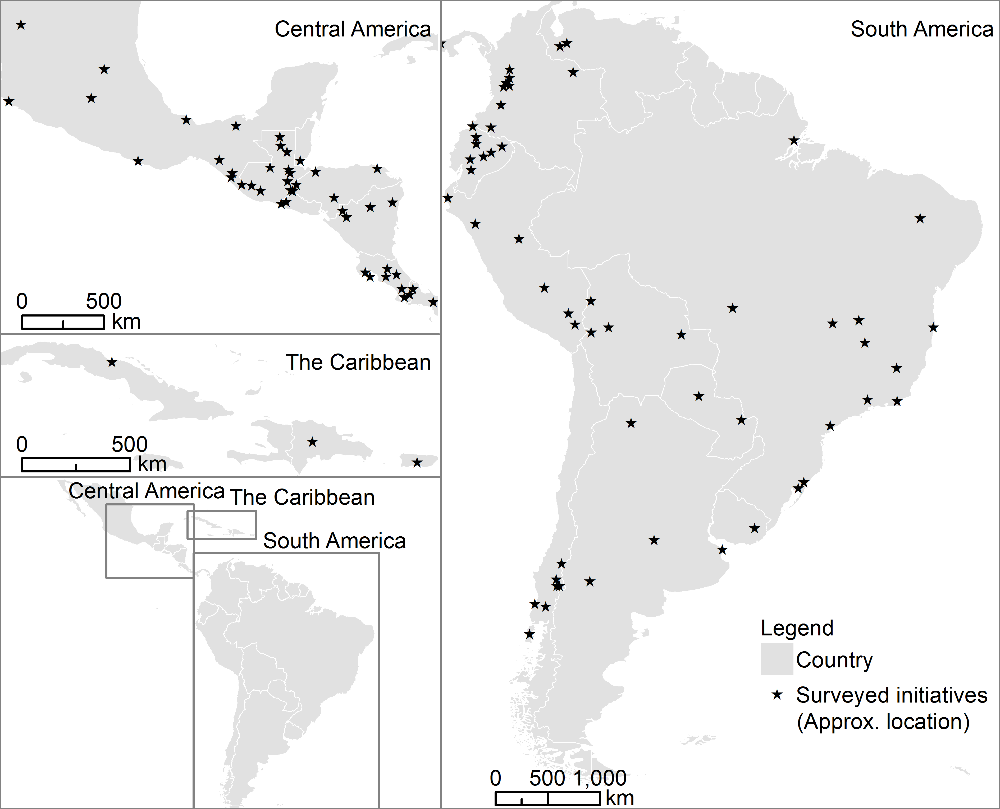 Central America
0 500
km
The Caribbean
0 500
km
Central America
The Caribbean
South America
South America
Legend
Country
Surveyed initiatives
(Approx. location)
0 500 1,000
km